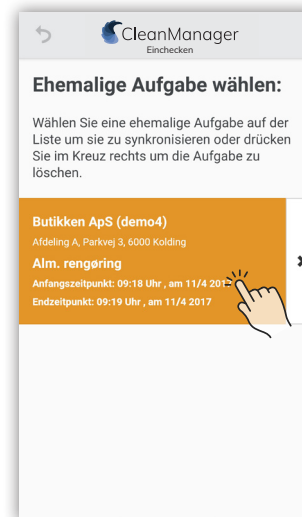 CleanManager
Einchecken
Ehemalige Aufgabe wählen:
Wählen Sie eine ehemalige Aufgabe auf der
Liste um sie zu synkronisieren oder drücken
Sie im Kreuz rechts um die Aufgabe zu
löschen.
Butikken ApS (demo4)
Afdeling A, Parkvej 3, 6000 Kolding
Alm. rengøring
Anfangszeitpunkt: 09:18 Uhr , am 11/4 2017
Endzeitpunkt: 09:19 Uhr , am 11/4 2017